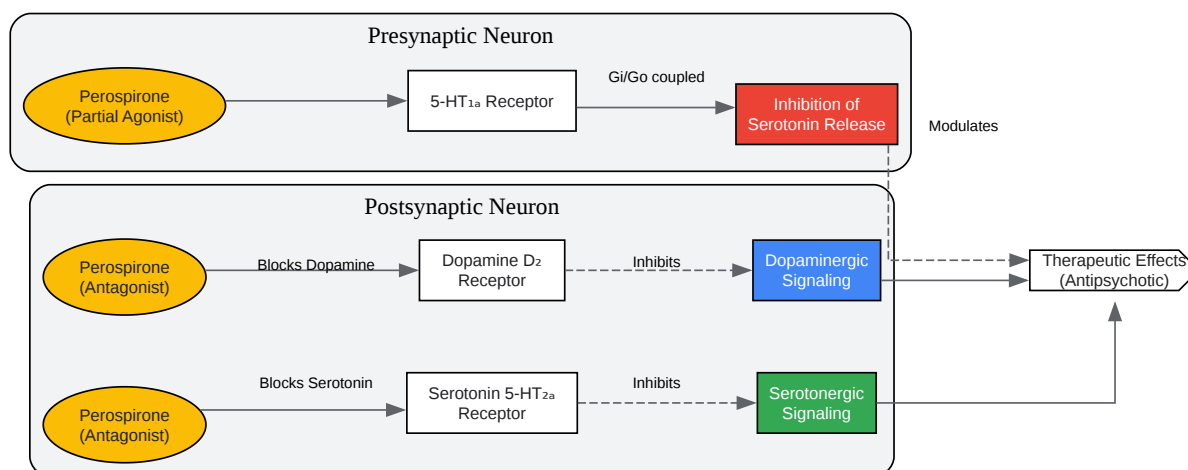 Presynaptic Neuron
Perospirone
(Partial Agonist)
5-HT₁ₐ Receptor
Gi/Go coupled
Inhibition of
Serotonin Release
Modulates
Postsynaptic Neuron
Perospirone
(Antagonist)
Blocks Dopamine
Dopamine D₂
Receptor
Inhibits
Dopaminergic
Signaling
Therapeutic Effects
(Antipsychotic)
Perospirone
(Antagonist)
Blocks Serotonin
Serotonin 5-HT₂ₐ
Receptor
Inhibits
Serotonergic
Signaling